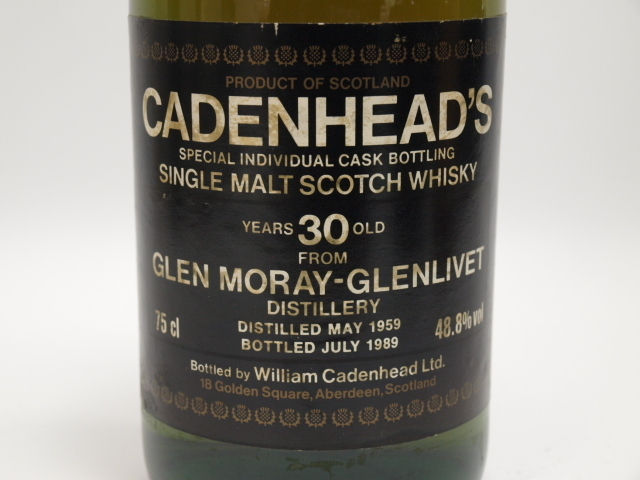 PRODUCT OF SCOTLAND
CADENHEAD'S
SPECIAL INDIVIDUAL CASK BOTTLING
SINGLE MALT SCOTCH WHISKY
YEARS 30 OLD
FROM
GLEN MORAY-GLENLIVET
DISTILLERY
75 cl DISTILLED MAY 1959 48.8% vol
BOTTLED JULY 1989
Bottled by William Cadenhead Ltd.
18 Golden Square, Aberdeen, Scotland